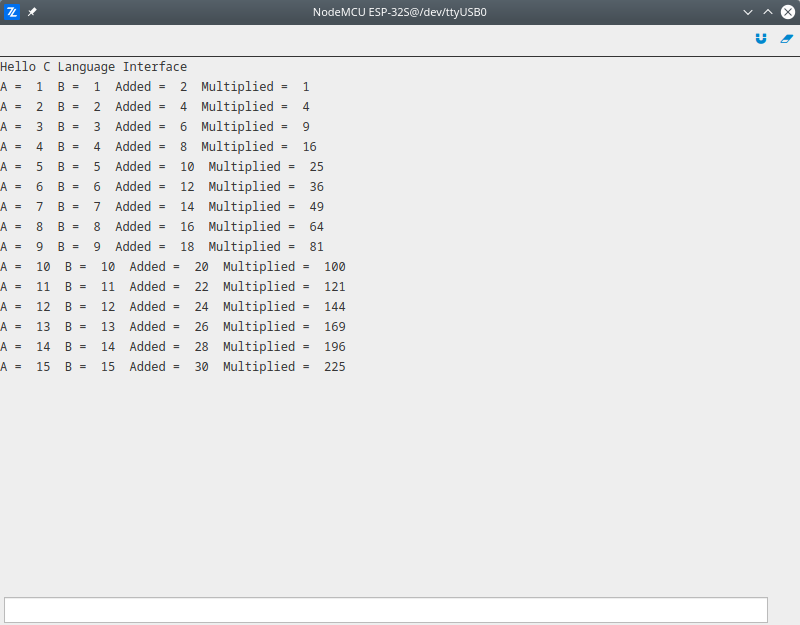 NodeMCU ESP-32S@/dev/ttyUSB0
Hello C Language Interface
A =  1  B =  1  Added =  2  Multiplied =  1
A =  2  B =  2  Added =  4  Multiplied =  4
A =  3  B =  3  Added =  6  Multiplied =  9
A =  4  B =  4  Added =  8  Multiplied =  16
A =  5  B =  5  Added =  10  Multiplied =  25
A =  6  B =  6  Added =  12  Multiplied =  36
A =  7  B =  7  Added =  14  Multiplied =  49
A =  8  B =  8  Added =  16  Multiplied =  64
A =  9  B =  9  Added =  18  Multiplied =  81
A =  10  B =  10  Added =  20  Multiplied =  100
A =  11  B =  11  Added =  22  Multiplied =  121
A =  12  B =  12  Added =  24  Multiplied =  144
A =  13  B =  13  Added =  26  Multiplied =  169
A =  14  B =  14  Added =  28  Multiplied =  196
A =  15  B =  15  Added =  30  Multiplied =  225